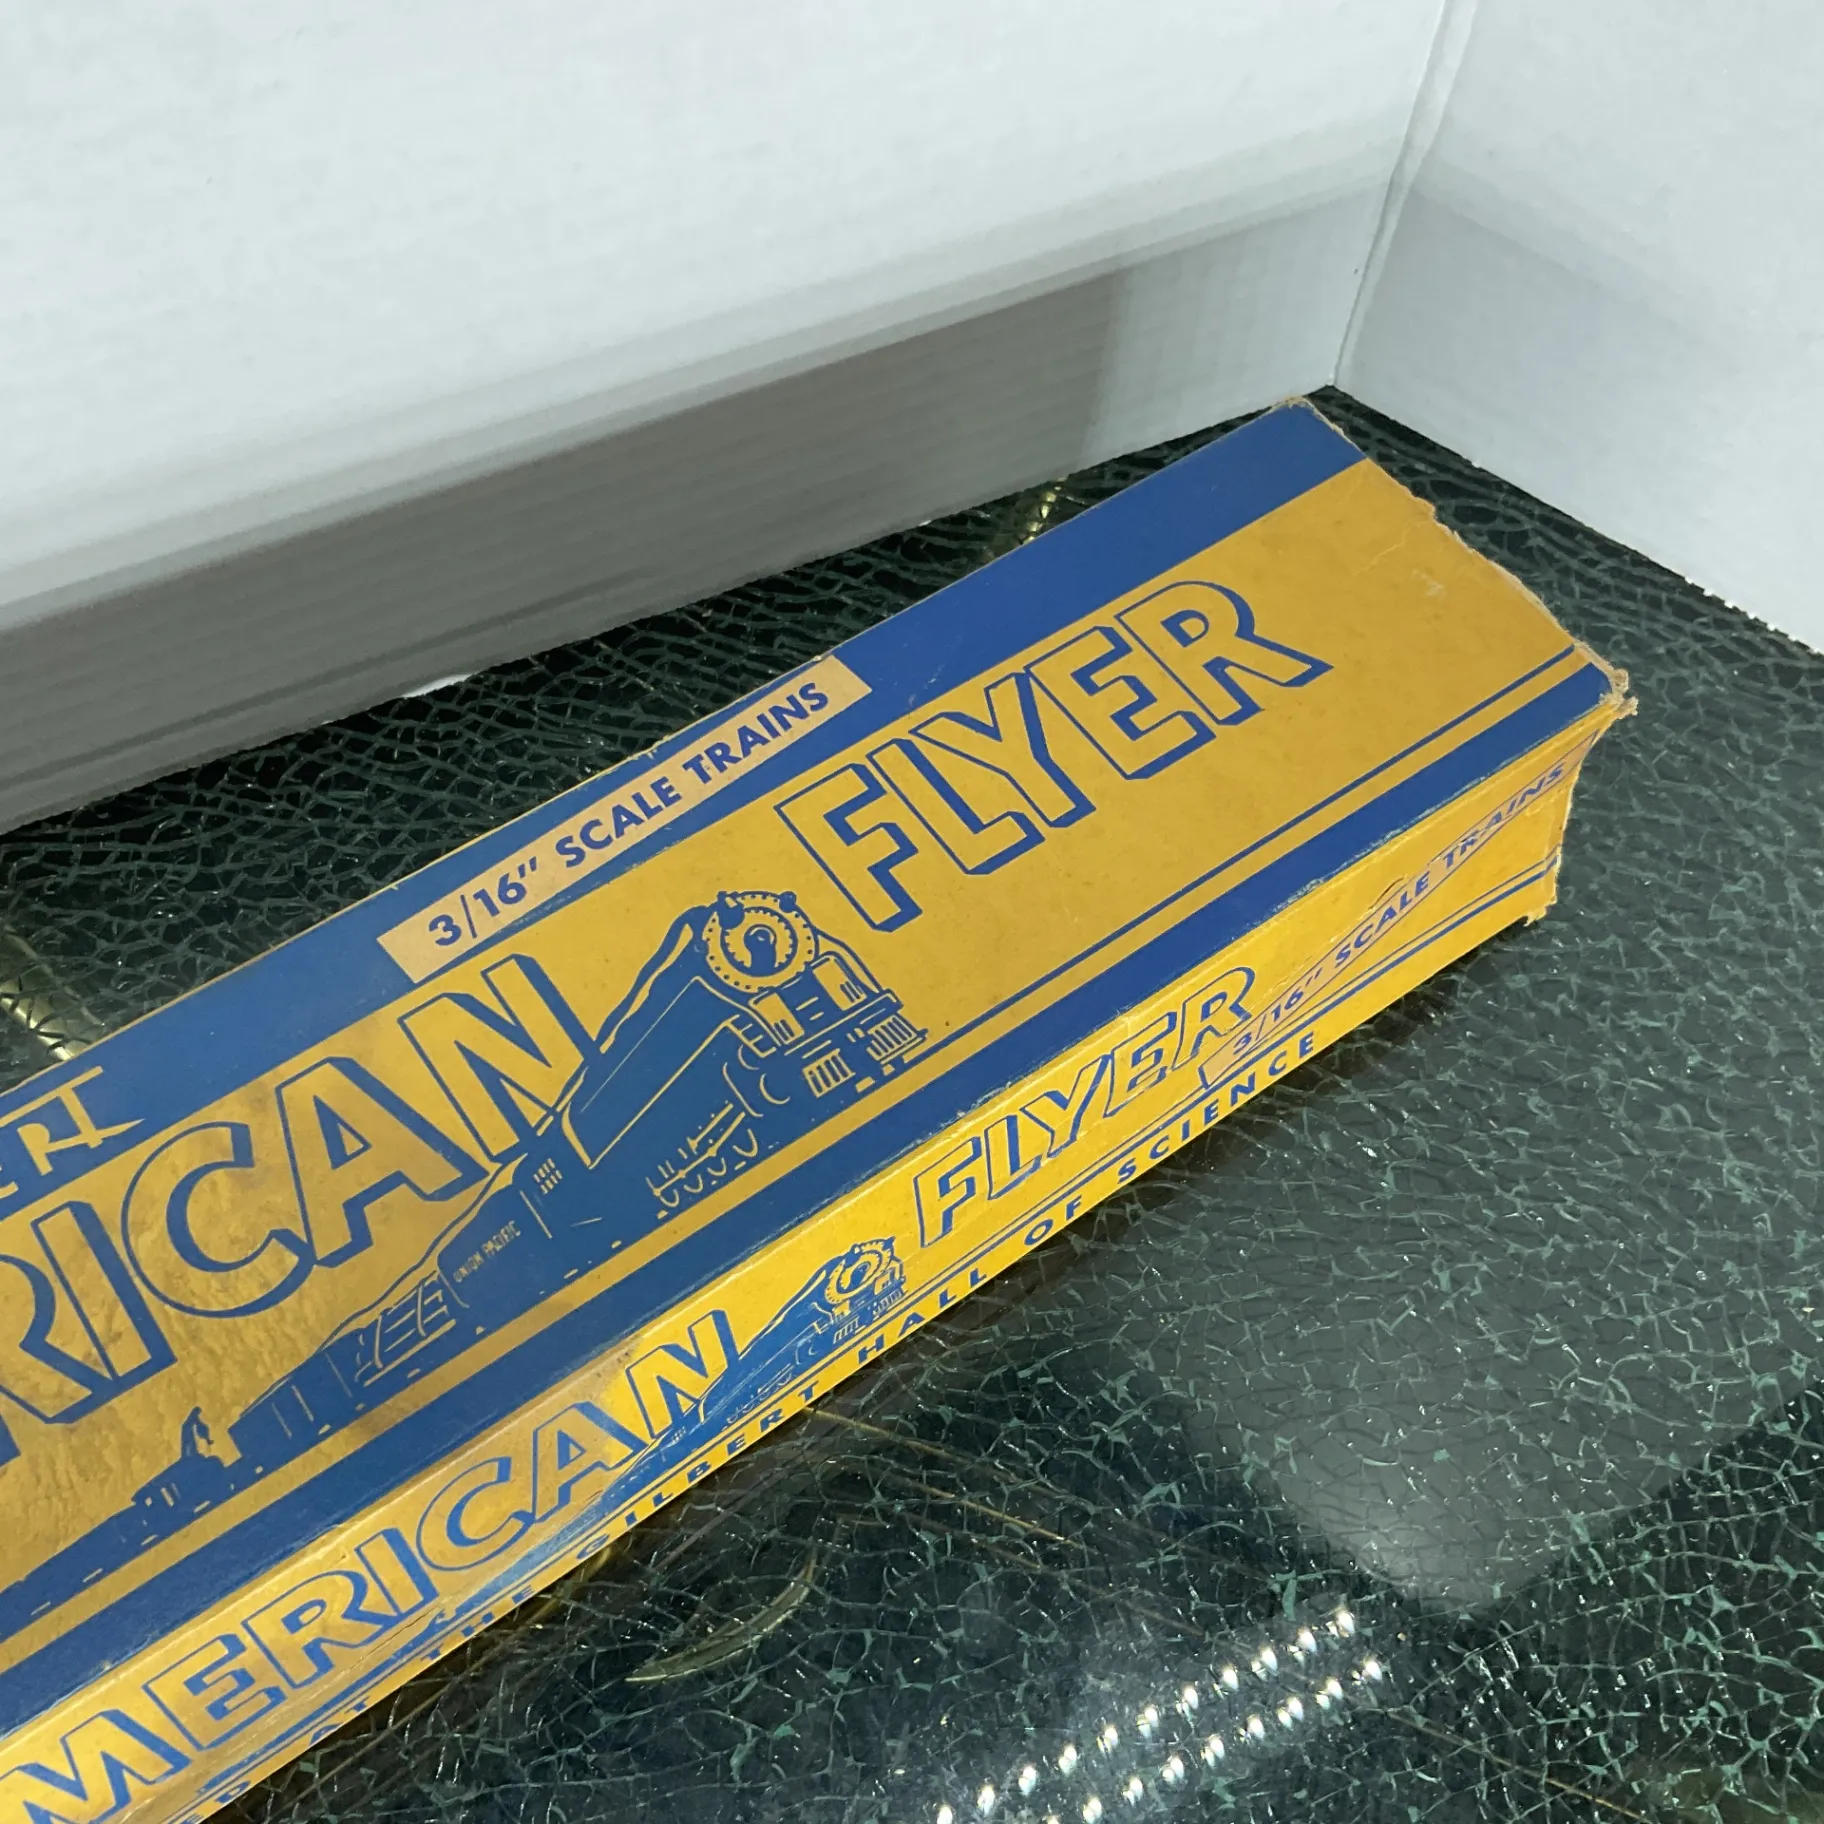 3/16" SCALE TRAINS
RICAN FLYER
UNION PACIFIC
MERICAN FLYER
3/16" SCALE TRAINS
AT THE GILBERT HALL OF SCIENCE